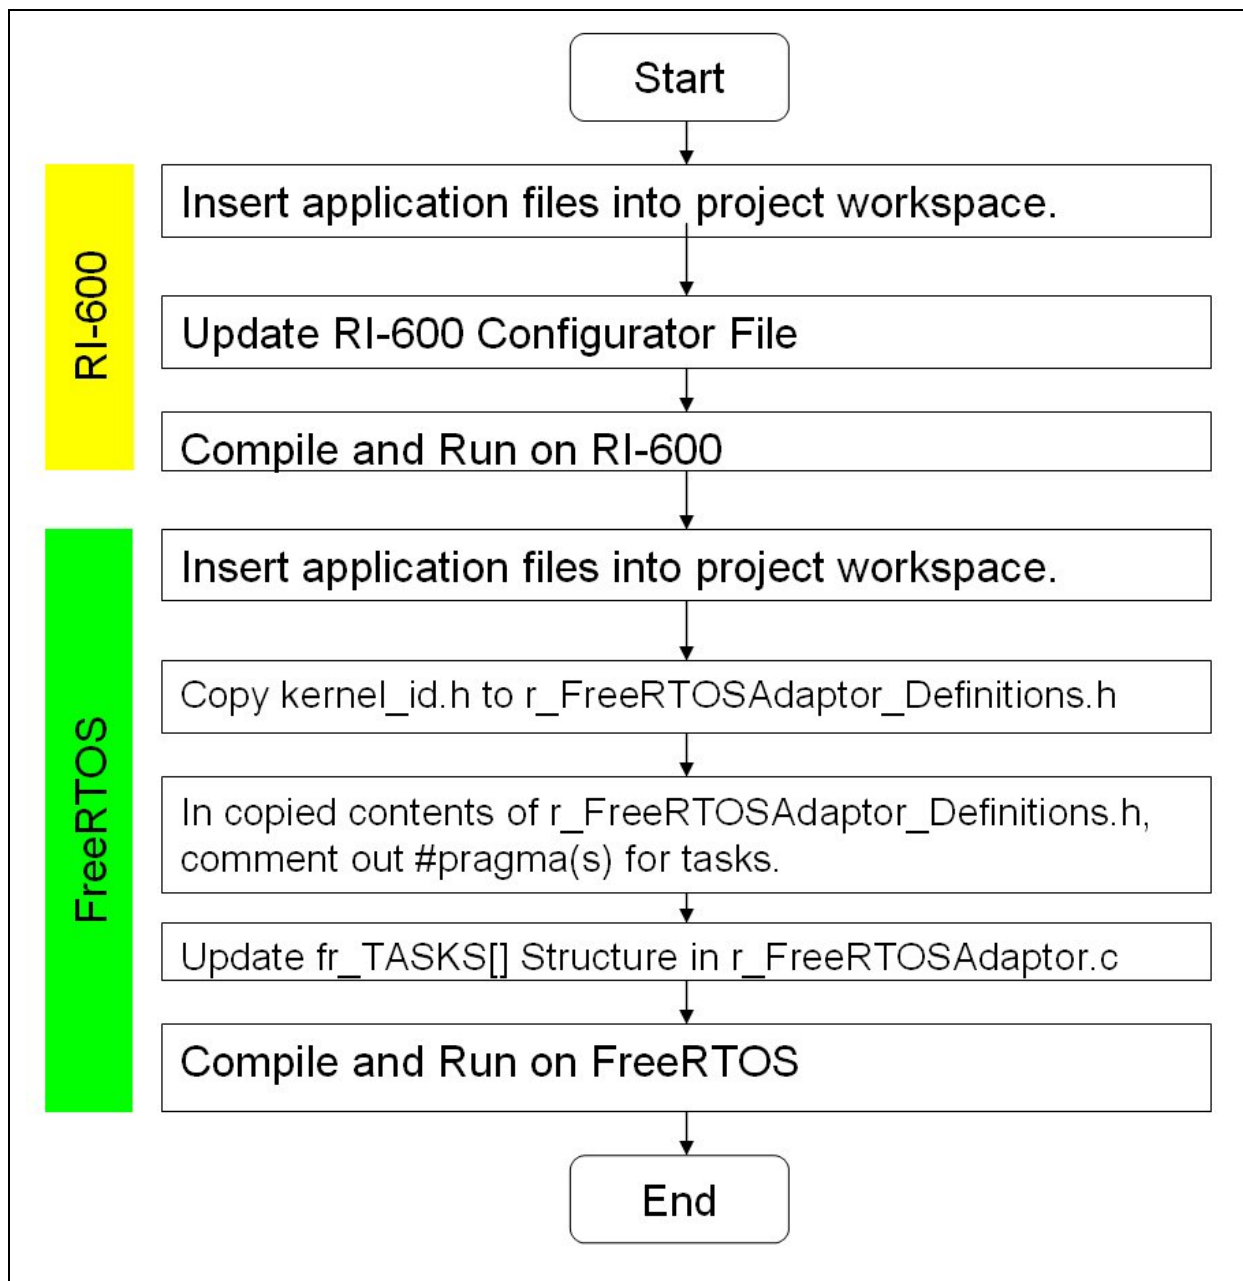 Start
RI-600
Insert application files into project workspace.
Update RI-600 Configurator File
Compile and Run on RI-600
FreeRTOS
Insert application files into project workspace.
Copy kernel_id.h to r_FreeRTOSAdaptor_Definitions.h
In copied contents of r_FreeRTOSAdaptor_Definitions.h,
comment out #pragma(s) for tasks.
Update fr_TASKS[] Structure in r_FreeRTOSAdaptor.c
Compile and Run on FreeRTOS
End